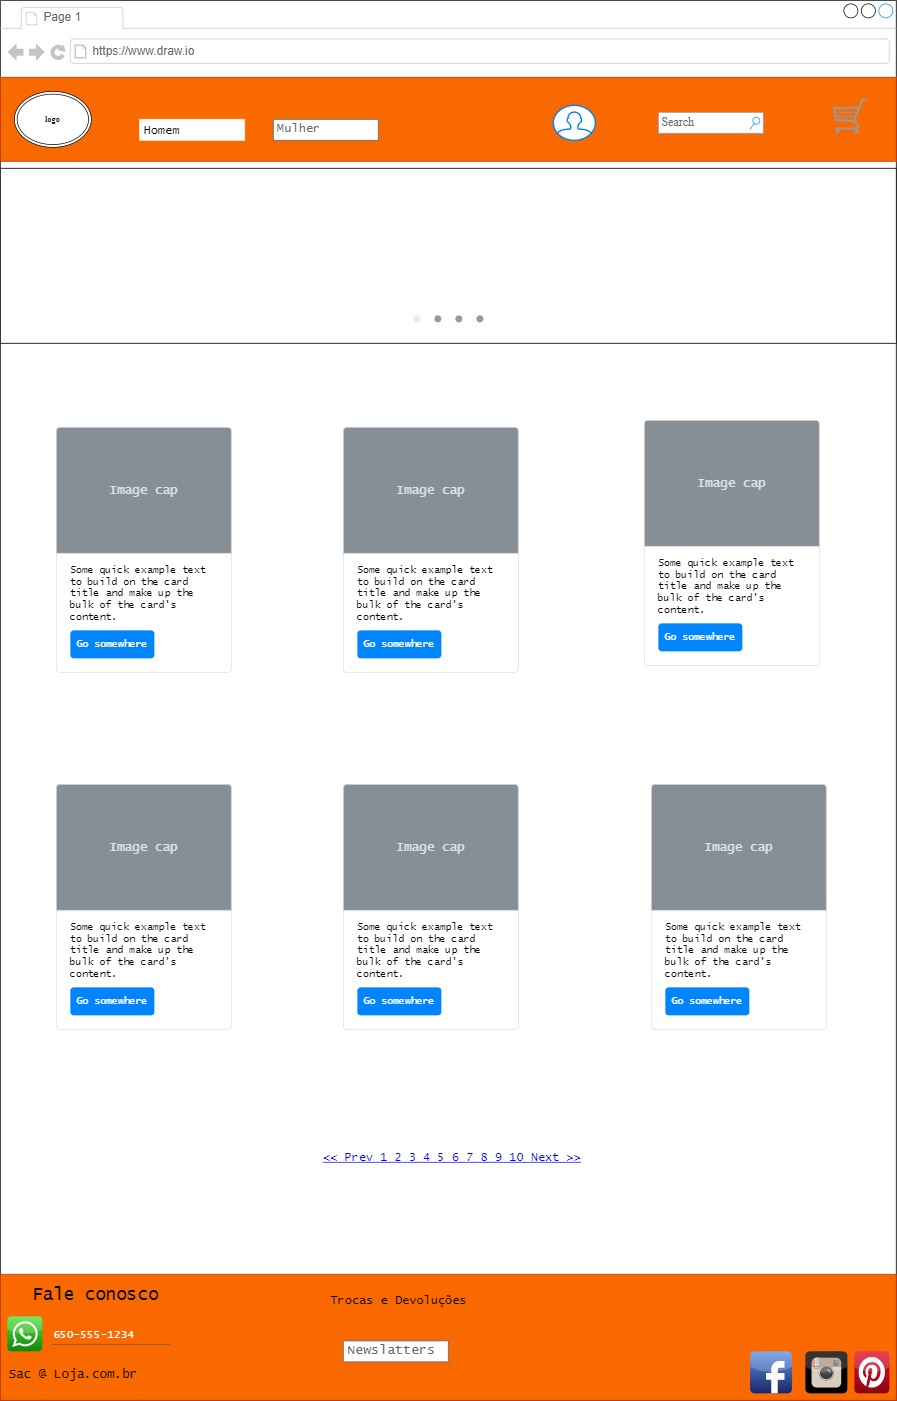 Page 1
https://www.draw.io
logo
Homem
Mulher
Search
Image cap
Some quick example text
to build on the card
title and make up the
bulk of the card's
content.
Go somewhere
Image cap
Some quick example text
to build on the card
title and make up the
bulk of the card's
content.
Go somewhere
Image cap
Some quick example text
to build on the card
title and make up the
bulk of the card's
content.
Go somewhere
Image cap
Some quick example text
to build on the card
title and make up the
bulk of the card's
content.
Go somewhere
Image cap
Some quick example text
to build on the card
title and make up the
bulk of the card's
content.
Go somewhere
Image cap
Some quick example text
to build on the card
title and make up the
bulk of the card's
content.
Go somewhere
<< Prev 1 2 3 4 5 6 7 8 9 10 Next >>
Fale conosco
650-555-1234
Sac @ Loja.com.br
Trocas e Devoluções
Newslatters